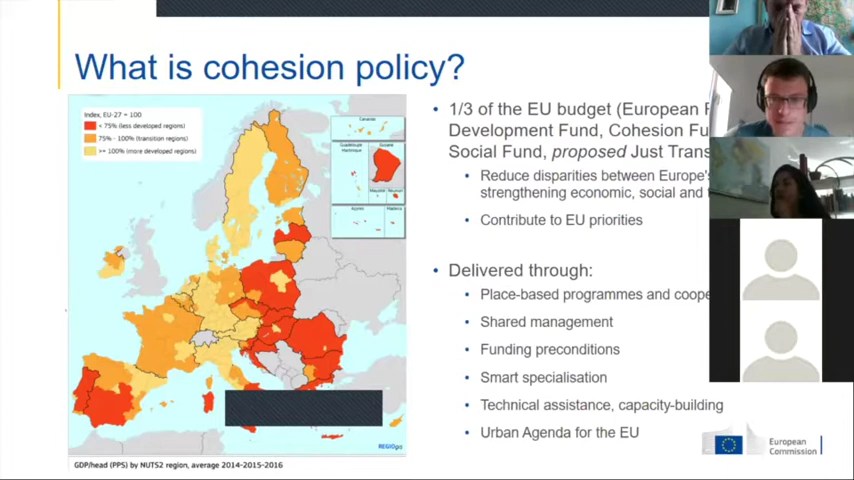 What is cohesion policy?
Index, EU-27 = 100
< 75% (less developed regions)
75% - 100% (transition regions)
>= 100% (more developed regions)
Canarias
Guyane
Guadeloupe
Martinique
Mayotte
Réunion
Açores
Madeira
REGIOgis
GDP/head (PPS) by NUTS2 region, average 2014-2015-2016
• 1/3 of the EU budget (European
Development Fund, Cohesion
Social Fund, proposed Just
• Reduce disparities between Europe's
strengthening economic, social and
• Contribute to EU priorities
• Delivered through:
• Place-based programmes and
• Shared management
• Funding preconditions
• Smart specialisation
• Technical assistance, capacity-building
• Urban Agenda for the EU
European
Commission